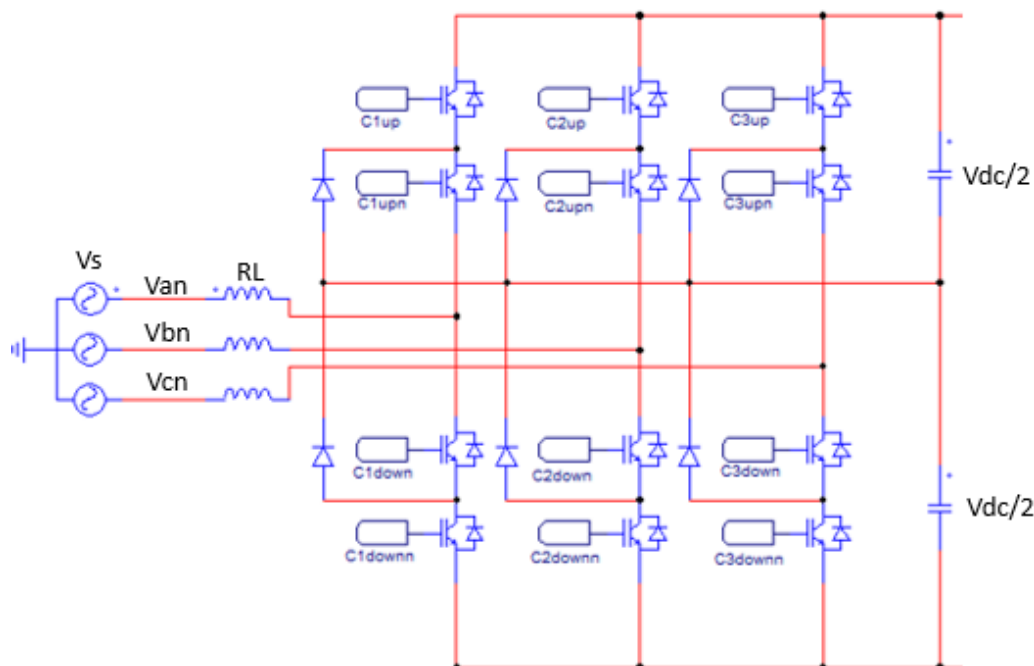 C1up
C2up
C3up
Vdc/2
C1upn
C2upn
C3upn
Vs
Van
RL
Vbn
Vcn
C1down
C2down
C3down
Vdc/2
C1downn
C2downn
C3downn